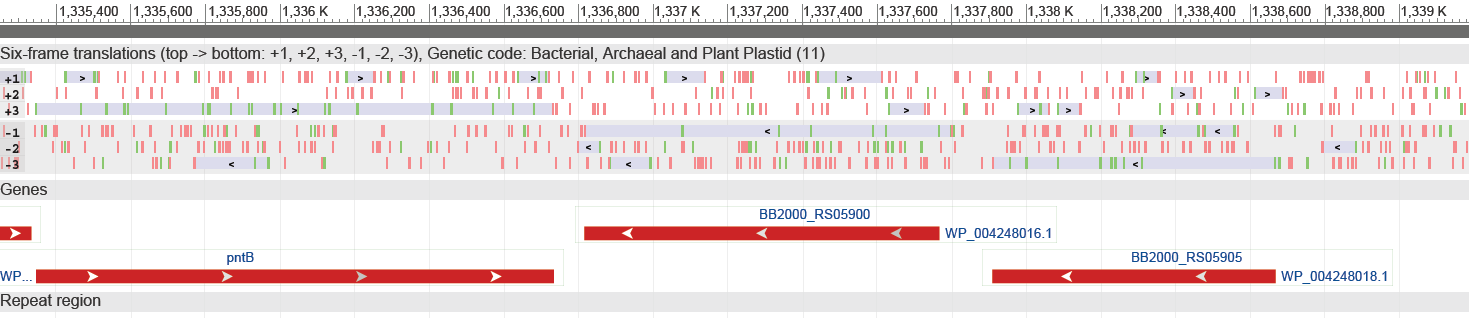 1,335,400 1,335,600 1,335,800 1,336 K 1,336,200 1,336,400 1,336,600 1,336,800 1,337 K 1,337,200 1,337,400 1,337,600 1,337,800 1,338 K 1,338,200 1,338,400 1,338,600 1,338,800 1,339 K
Six-frame translations (top -> bottom: +1, +2, +3, -1, -2, -3), Genetic code: Bacterial, Archaeal and Plant Plastid (11)
+1
+2
+3
-1
-2
-3
Genes
BB2000_RS05900
WP_004248016.1
pntB
BB2000_RS05905
WP...
WP_004248018.1
Repeat region